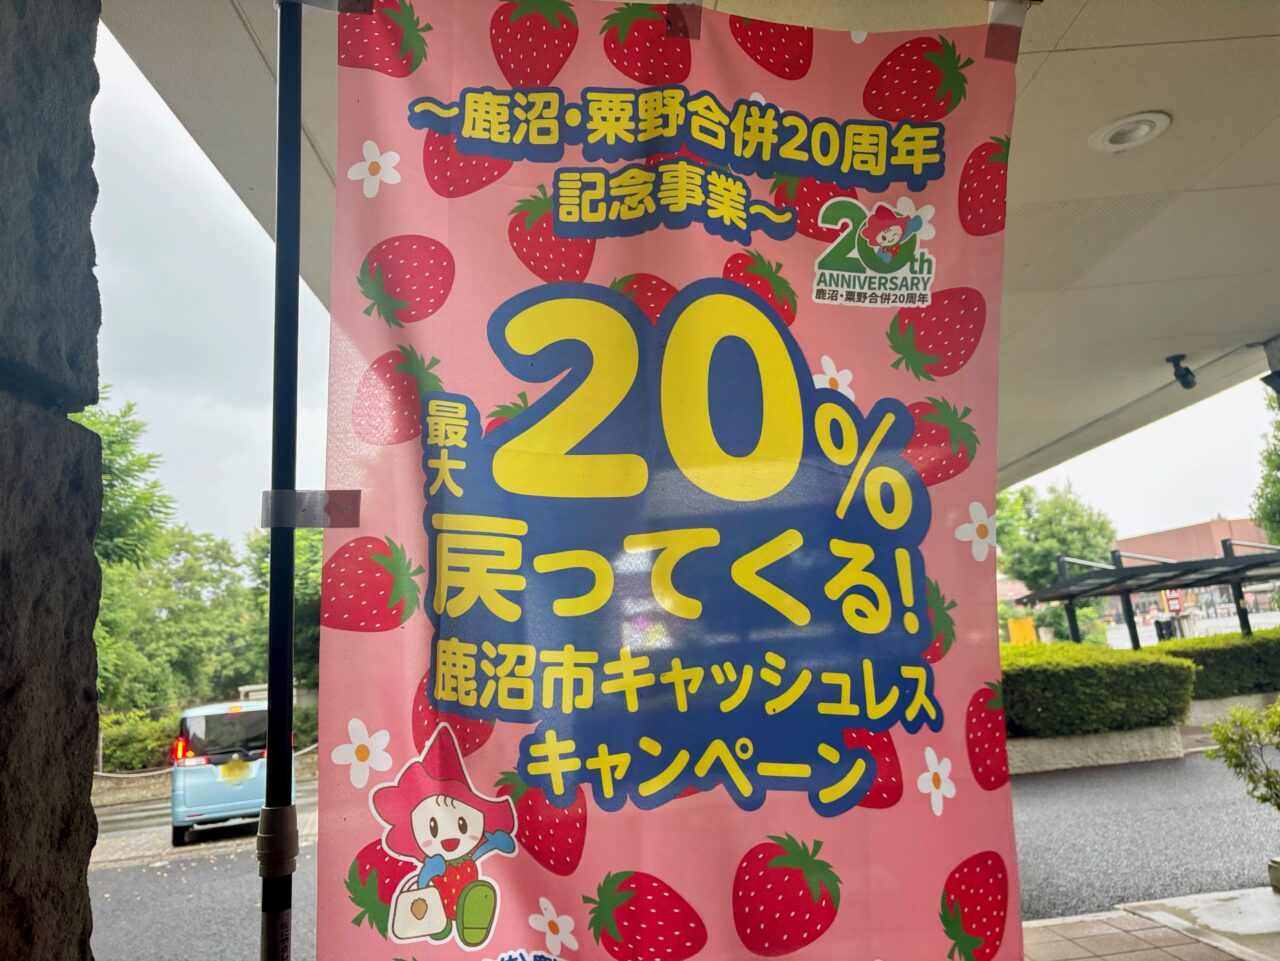 ～鹿沼・粟野合併20周年
記念事業～
20th
ANNIVERSARY
鹿沼・粟野合併20周年
最大
20%
戻ってくる!
鹿沼市キャッシュレス
キャンペーン